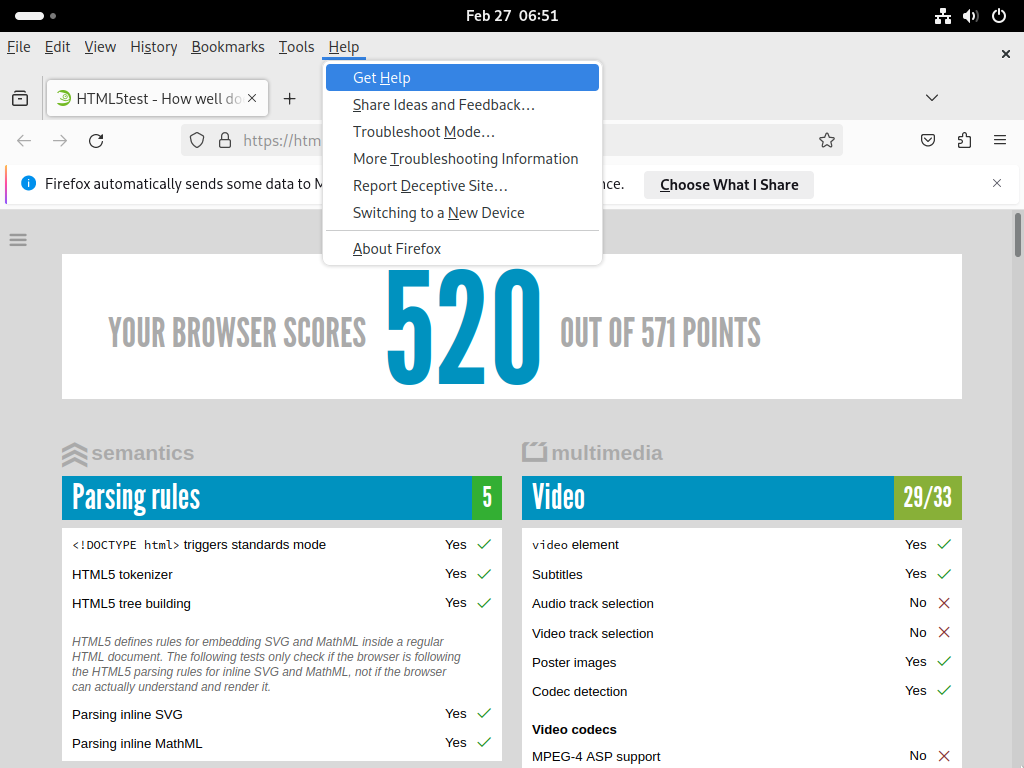 Feb 27 06:51
File Edit View History Bookmarks Tools Help
HTML5test - How well do
Get Help
Share Ideas and Feedback…
Troubleshoot Mode…
More Troubleshooting Information
Report Deceptive Site…
Switching to a New Device
About Firefox
https://htm
Firefox automatically sends some data to M
nce.
Choose What I Share
YOUR BROWSER SCORES 520 OUT OF 571 POINTS
semantics
Parsing rules 5
<!DOCTYPE html> triggers standards mode Yes
HTML5 tokenizer Yes
HTML5 tree building Yes
HTML5 defines rules for embedding SVG and MathML inside a regular
HTML document. The following tests only check if the browser is following
the HTML5 parsing rules for inline SVG and MathML, not if the browser
can actually understand and render it.
Parsing inline SVG Yes
Parsing inline MathML Yes
multimedia
Video 29/33
video element Yes
Subtitles Yes
Audio track selection No
Video track selection No
Poster images Yes
Codec detection Yes
Video codecs
MPEG-4 ASP support No